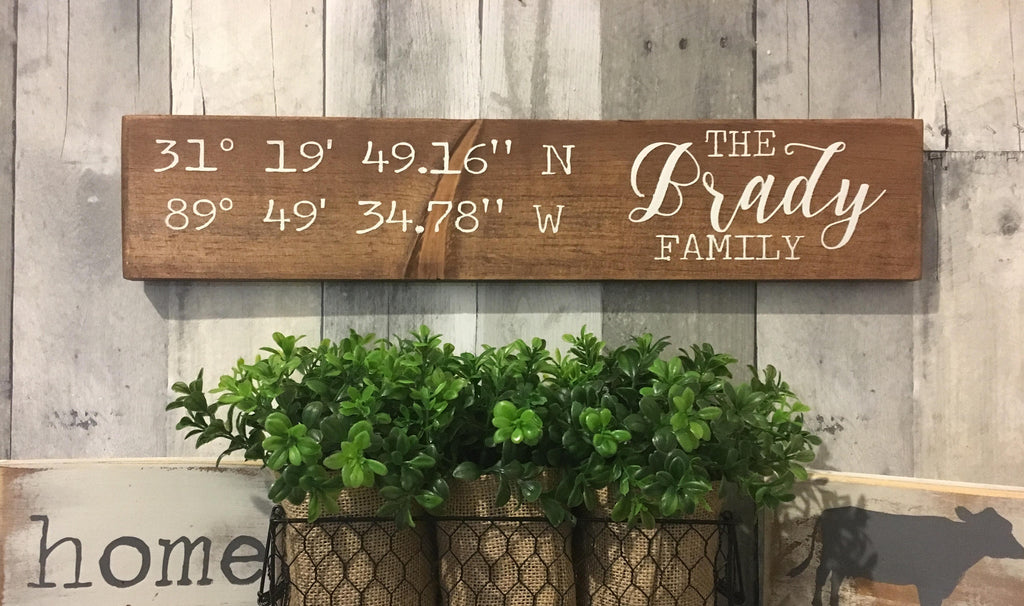 31° 19' 49.16" N
89° 49' 34.78" W
THE
Brady
FAMILY
home